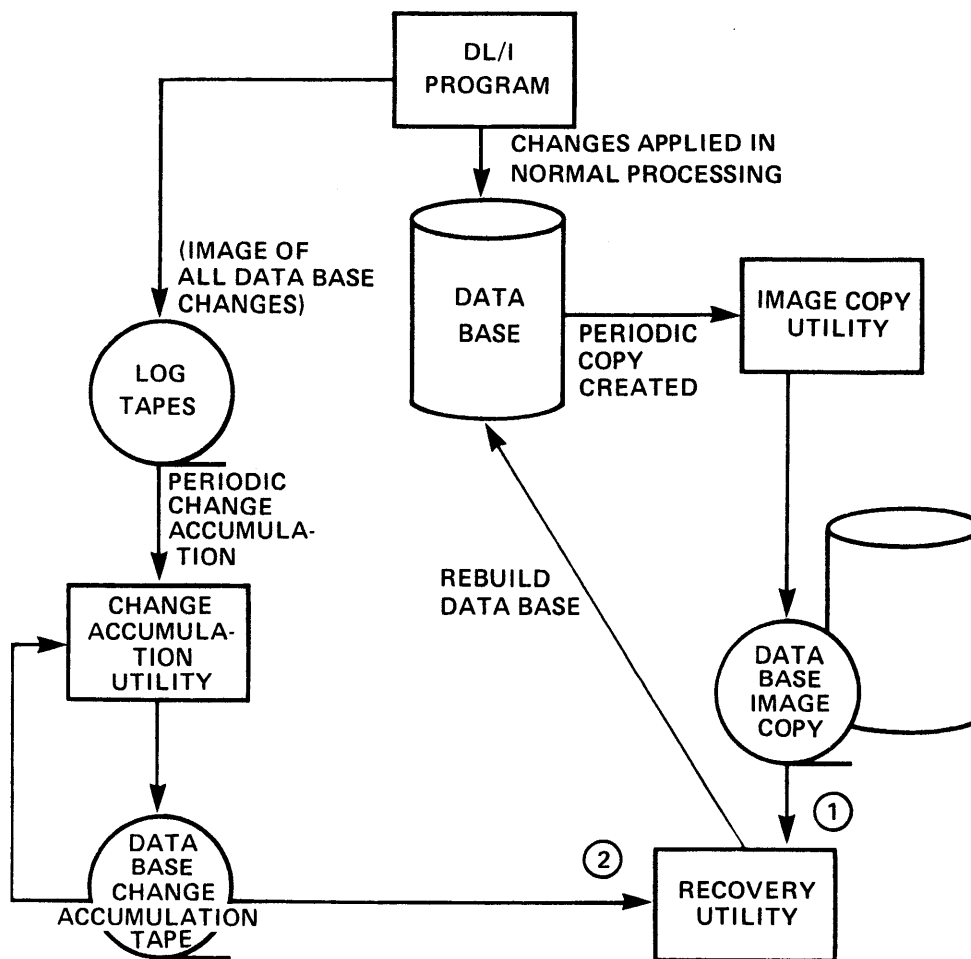 DL/I
PROGRAM
CHANGES APPLIED IN
NORMAL PROCESSING
(IMAGE OF
ALL DATA BASE
CHANGES)
DATA
BASE
IMAGE COPY
UTILITY
PERIODIC
COPY
CREATED
LOG
TAPES
PERIODIC
CHANGE
ACCUMULA-
TION
REBUILD
DATA BASE
CHANGE
ACCUMULA-
TION
UTILITY
DATA
BASE
IMAGE
COPY
1
DATA
BASE
CHANGE
ACCUMULATION
TAPE
2
RECOVERY
UTILITY